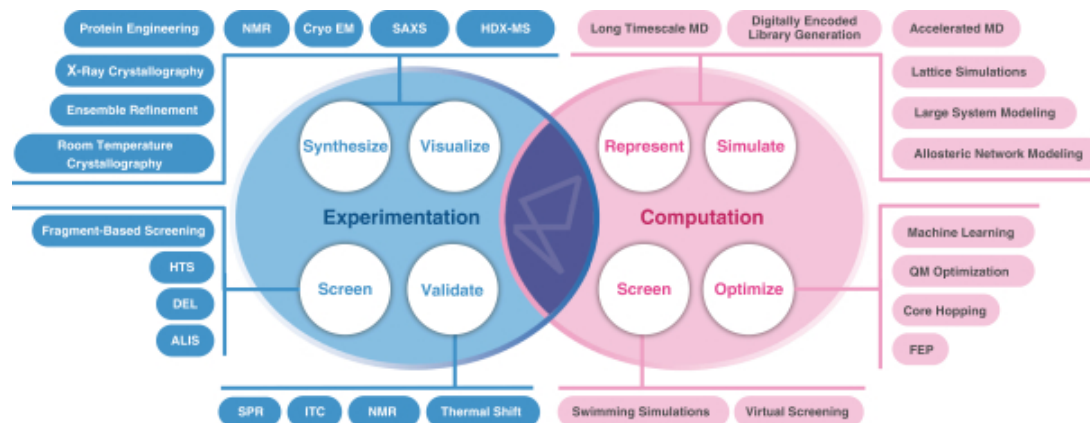 Protein Engineering
NMR
Cryo EM
SAXS
HDX-MS
Long Timescale MD
Digitally Encoded
Library Generation
Accelerated MD
X-Ray Crystallography
Ensemble Refinement
Room Temperature
Crystallography
Lattice Simulations
Large System Modeling
Allosteric Network Modeling
Synthesize
Visualize
Represent
Simulate
Experimentation
Computation
Fragment-Based Screening
HTS
DEL
ALIS
Screen
Validate
Screen
Optimize
Machine Learning
QM Optimization
Core Hopping
FEP
SPR
ITC
NMR
Thermal Shift
Swimming Simulations
Virtual Screening